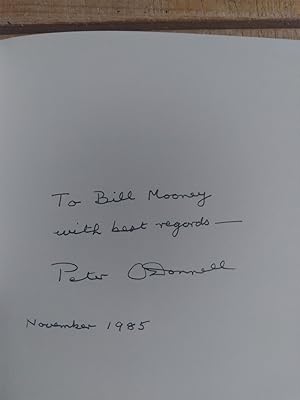 To Bill Mooney
with best regards —
Peter O'Donnell
November 1985